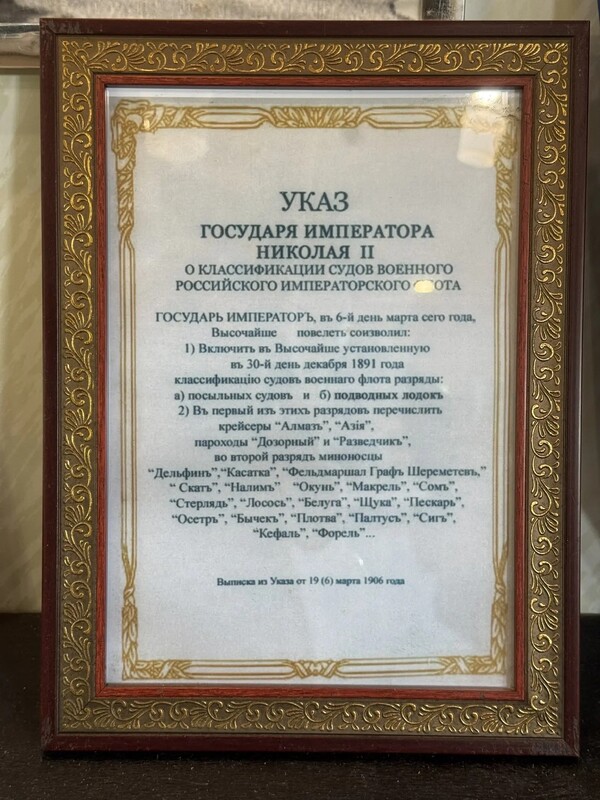 УКАЗ
ГОСУДАРЯ ИМПЕРАТОРА
НИКОЛАЯ II
О КЛАССИФИКАЦИИ СУДОВ ВОЕННОГО
РОССИЙСКОГО ИМПЕРАТОРСКОГО ФЛОТА
ГОСУДАРЬ ИМПЕРАТОРЪ, въ 6-й день марта сего года,
Высочайше повелеть соизволил:
1) Включить въ Высочайше установленную
въ 30-й день декабря 1891 года
классификацію судовъ военнаго флота разряды:
а) посыльных судовъ и б) подводных лодокъ
2) Въ первый изъ этихъ разрядовъ перечислить
крейсеры “Алмазъ”, “Азія”,
пароходы “Дозорный” и “Разведчикъ”,
во второй разрядъ миноносцы
“Дельфинъ”,“Касатка”, “Фельдмаршал Графъ Шереметевъ,”
“ Скатъ”, “Налимъ” “Окунь”, “Макрель”, “Сомъ”,
“Стерлядь”, “Лосось”, “Белуга”, “Щука”, “Пескарь”,
“Осетръ”, “Бычекъ”, “Плотва”, “Палтусъ”, “Сигъ”,
“Кефаль”, “Форель”...
Выписка из Указа от 19 (6) марта 1906 года